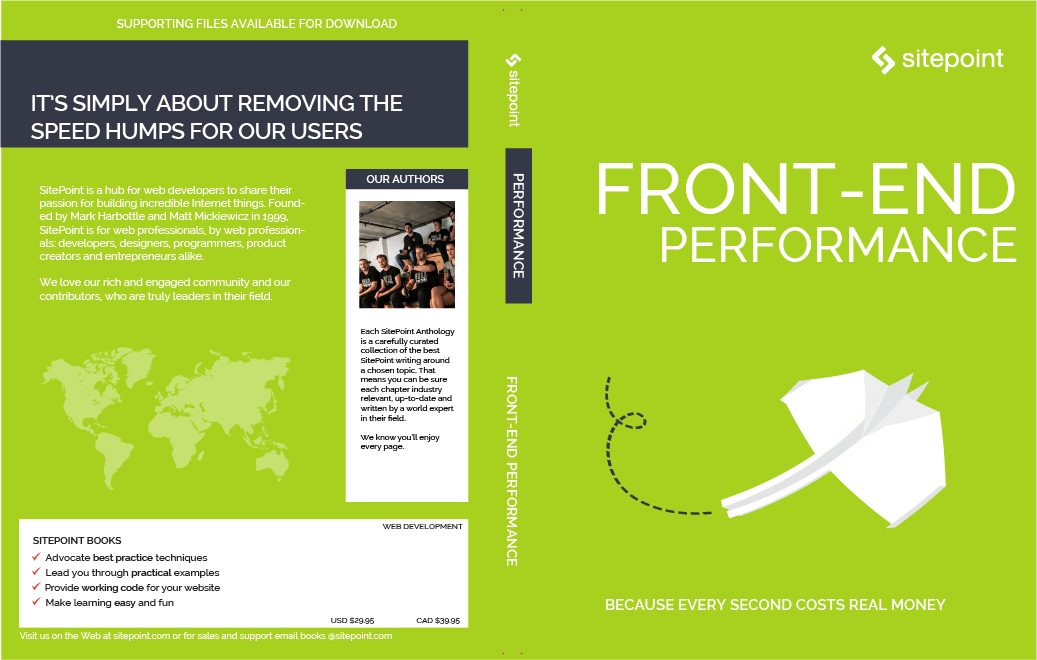 SUPPORTING FILES AVAILABLE FOR DOWNLOAD
IT'S SIMPLY ABOUT REMOVING THE
SPEED HUMPS FOR OUR USERS
SitePoint is a hub for web developers to share their
passion for building incredible Internet things. Found-
ed by Mark Harbottle and Matt Mickiewicz in 1999,
SitePoint is for web professionals, by web profession-
als: developers, designers, programmers, product
creators and entrepreneurs alike.
We love our rich and engaged community and our
contributors, who are truly leaders in their field.
OUR AUTHORS
Each SitePoint Anthology
is a carefully curated
collection of the best
SitePoint writing around
a chosen topic. That
means you can be sure
each chapter industry
relevant, up-to-date and
written by a world expert
in their field.
We know you'll enjoy
every page.
WEB DEVELOPMENT
SITEPOINT BOOKS
Advocate best practice techniques
Lead you through practical examples
Provide working code for your website
Make learning easy and fun
USD $29.95 CAD $39.95
Visit us on the Web at sitepoint.com or for sales and support email books @sitepoint.com
sitepoint
PERFORMANCE
FRONT-END PERFORMANCE
sitepoint
FRONT-END
PERFORMANCE
BECAUSE EVERY SECOND COSTS REAL MONEY